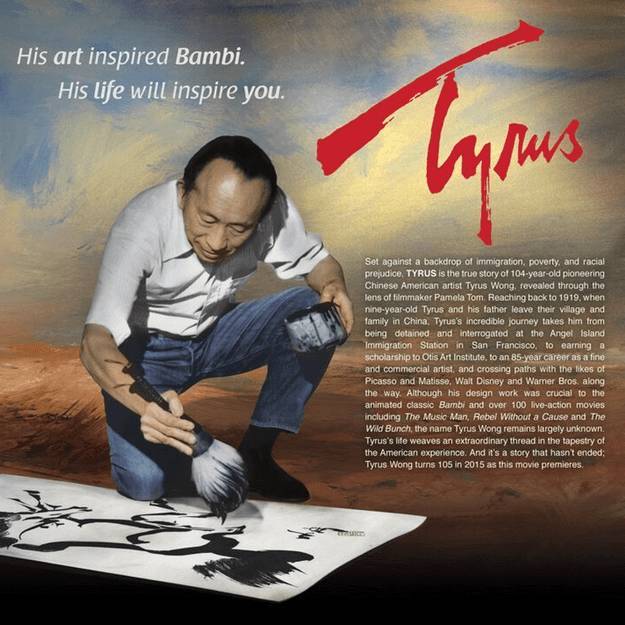 His art inspired Bambi.
His life will inspire you.
Tyrus
Set against a backdrop of immigration, poverty, and racial
prejudice, TYRUS is the true story of 104-year-old pioneering
Chinese American artist Tyrus Wong, revealed through the
lens of filmmaker Pamela Tom. Reaching back to 1919, when
nine-year-old Tyrus and his father leave their village and
family in China, Tyrus's incredible journey takes him from
being detained and interrogated at the Angel Island
Immigration Station in San Francisco, to earning a
scholarship to Otis Art Institute, to an 85-year career as a fine
and commercial artist, and crossing paths with the likes of
Picasso and Matisse, Walt Disney and Warner Bros. along
the way. Although his design work was crucial to the
animated classic Bambi and over 100 live-action movies
including The Music Man, Rebel Without a Cause and The
Wild Bunch, the name Tyrus Wong remains largely unknown.
Tyrus's life weaves an extraordinary thread in the tapestry of
the American experience. And it's a story that hasn't ended;
Tyrus Wong turns 105 in 2015 as this movie premieres.